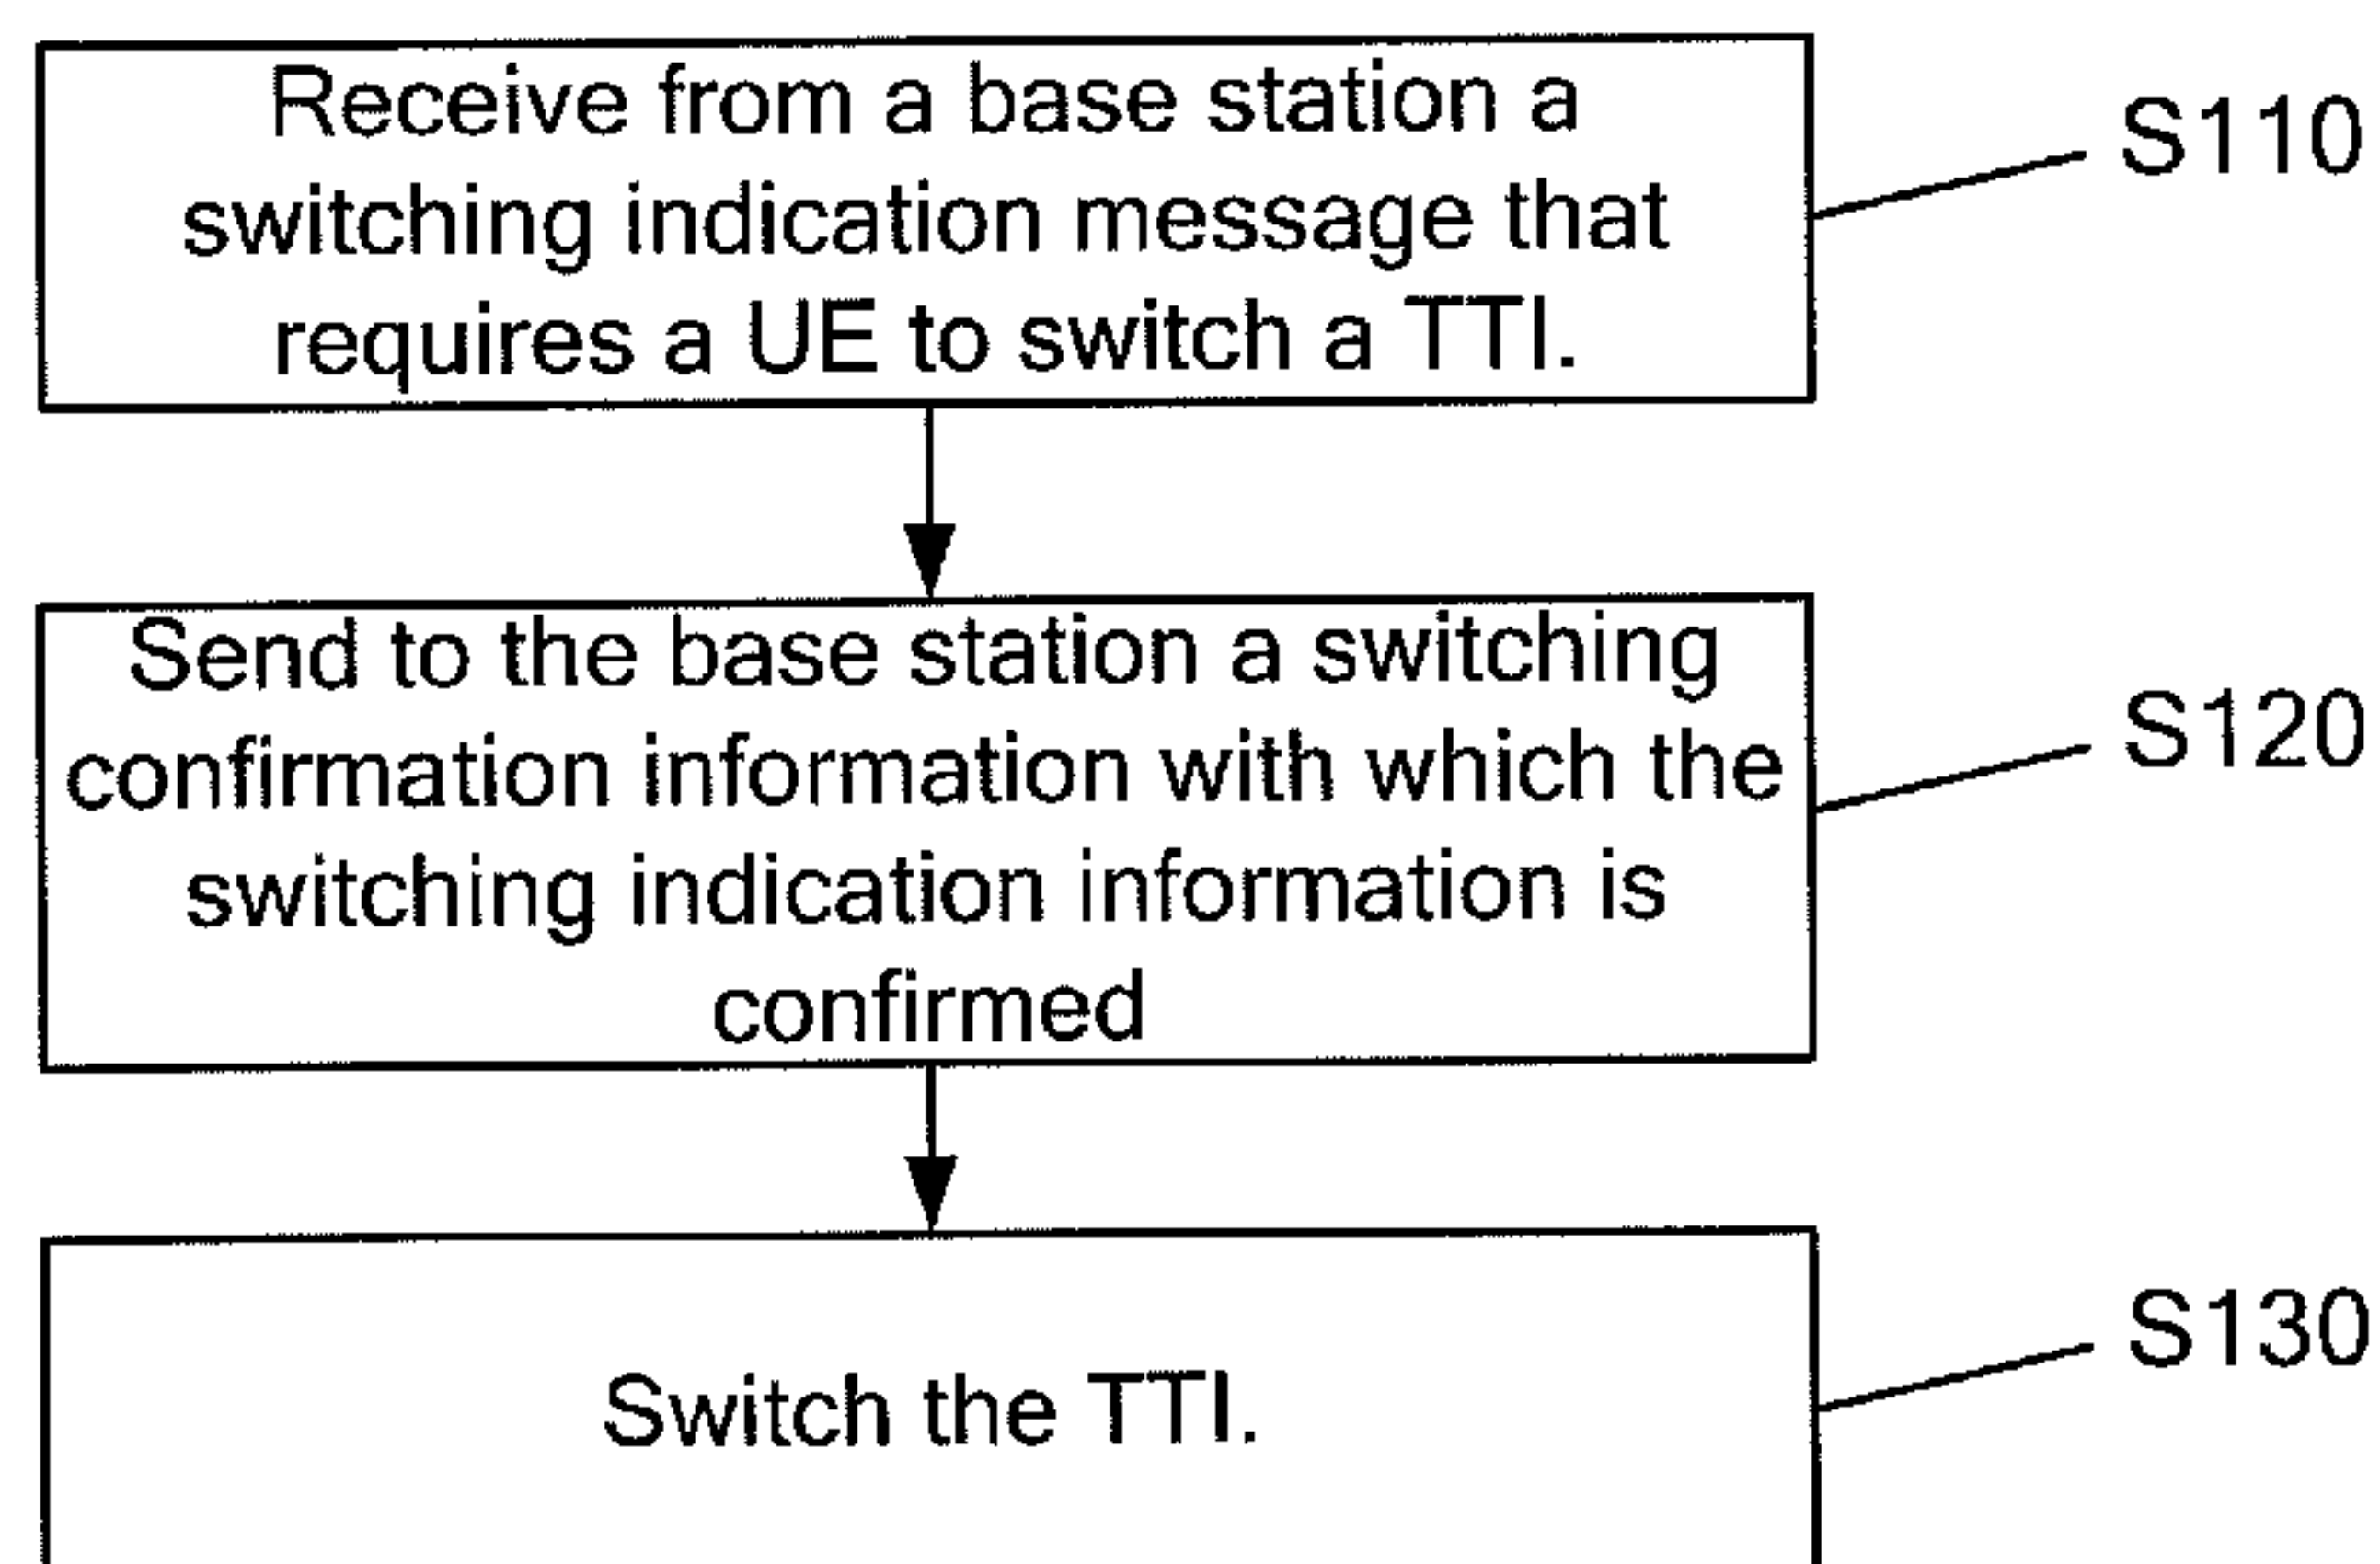 Receive from a base station a
switching indication message that
requires a UE to switch a TTI.
S110
Send to the base station a switching
confirmation information with which the
switching indication information is
confirmed
S120
Switch the TTI.
S130